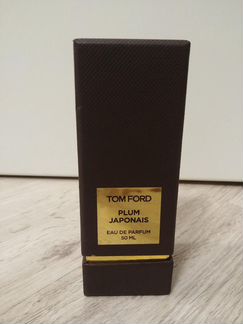 TOM FORD
PLUM
JAPONAIS
EAU DE PARFUM
50 ML